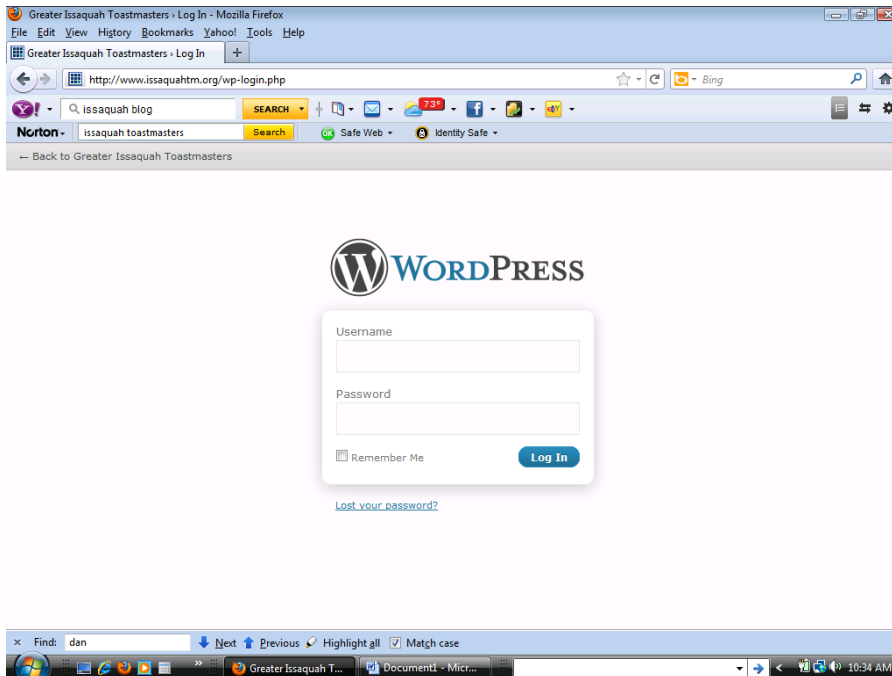 Greater Issaquah Toastmasters › Log In - Mozilla Firefox
File Edit View History Bookmarks Yahoo! Tools Help
Greater Issaquah Toastmasters › Log In +
http://www.issaquahtm.org/wp-login.php Bing
Y! issaquah blog SEARCH 73° f eBY
Norton issaquah toastmasters Search OK Safe Web Identity Safe
← Back to Greater Issaquah Toastmasters
WORDPRESS
Username
Password
Remember Me Log In
Lost your password?
× Find: dan Next Previous Highlight all Match case
» Greater Issaquah T... Document1 - Micr... < 10:34 AM